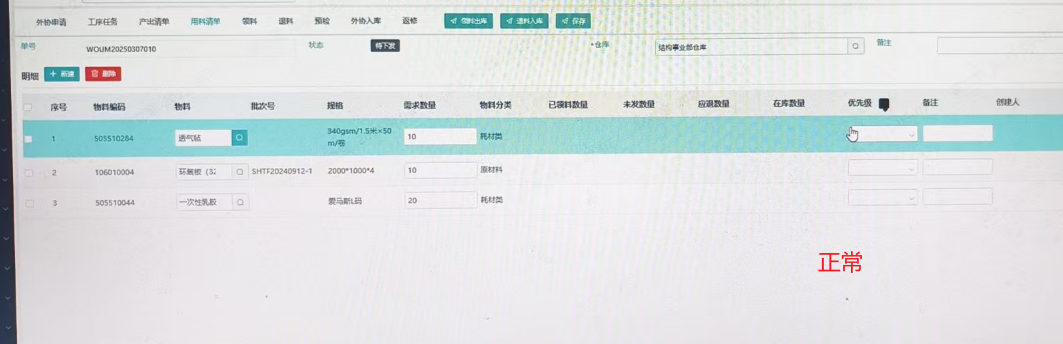 外协申请 工序任务 产出清单 用料清单 领料 退料 预检 外协入库 返修 领料出库 退料入库 保存
单号 WOUM20250307010 状态 待下发 *仓库 结构事业部仓库 备注
明细 + 新建 删除
序号 物料编码 物料 批次号 规格 需求数量 物料分类 已领料数量 未发数量 应退数量 在库数量 优先级 备注 创建人
1 505510284 透气毡 340gsm/1.5米×50m/卷 10 耗材类
2 106010004 环氧板（32 SHTF20240912-1 2000*1000*4 10 原材料
3 505510044 一次性乳胶 爱马斯L码 20 耗材类
正常